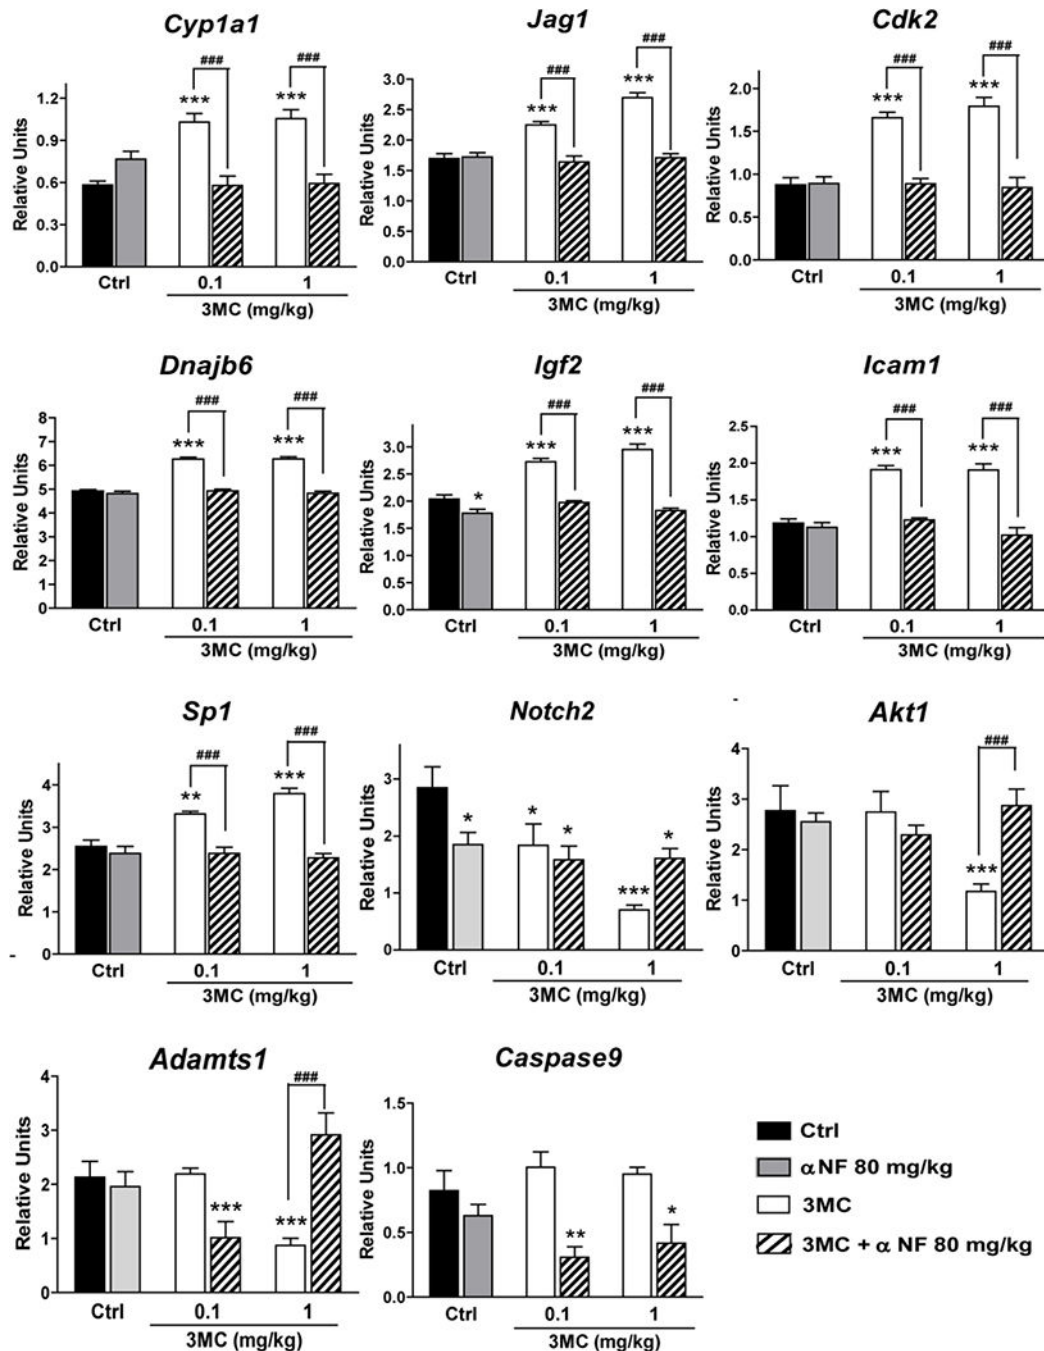 Cyp1a1
###
###
***
***
Relative Units
1.2
0.9
0.6
0.3
0.0
Ctrl
0.1
1
3MC (mg/kg)
Jag1
###
###
***
***
Relative Units
3.0
2.5
2.0
1.5
1.0
0.5
0.0
Ctrl
0.1
1
3MC (mg/kg)
Cdk2
###
###
***
***
Relative Units
2.0
1.5
1.0
0.5
0.0
Ctrl
0.1
1
3MC (mg/kg)
Dnajb6
###
###
***
***
Relative Units
8
7
6
5
4
3
2
1
0
Ctrl
0.1
1
3MC (mg/kg)
Igf2
###
###
*
***
***
Relative Units
3.0
2.5
2.0
1.5
1.0
0.5
0.0
Ctrl
0.1
1
3MC (mg/kg)
Icam1
###
###
***
***
Relative Units
2.0
1.5
1.0
0.5
0.0
Ctrl
0.1
1
3MC (mg/kg)
Sp1
###
###
**
***
Relative Units
4
3
2
1
0
Ctrl
0.1
1
3MC (mg/kg)
Notch2
*
*
*
***
*
Relative Units
3
2
1
0
Ctrl
0.1
1
3MC (mg/kg)
Akt1
###
***
Relative Units
4
3
2
1
0
Ctrl
0.1
1
3MC (mg/kg)
Adamts1
###
***
***
Relative Units
4
3
2
1
0
Ctrl
0.1
1
3MC (mg/kg)
Caspase9
**
*
Relative Units
1.5
1.0
0.5
0.0
Ctrl
0.1
1
3MC (mg/kg)
Ctrl
αNF 80 mg/kg
3MC
3MC + α NF 80 mg/kg